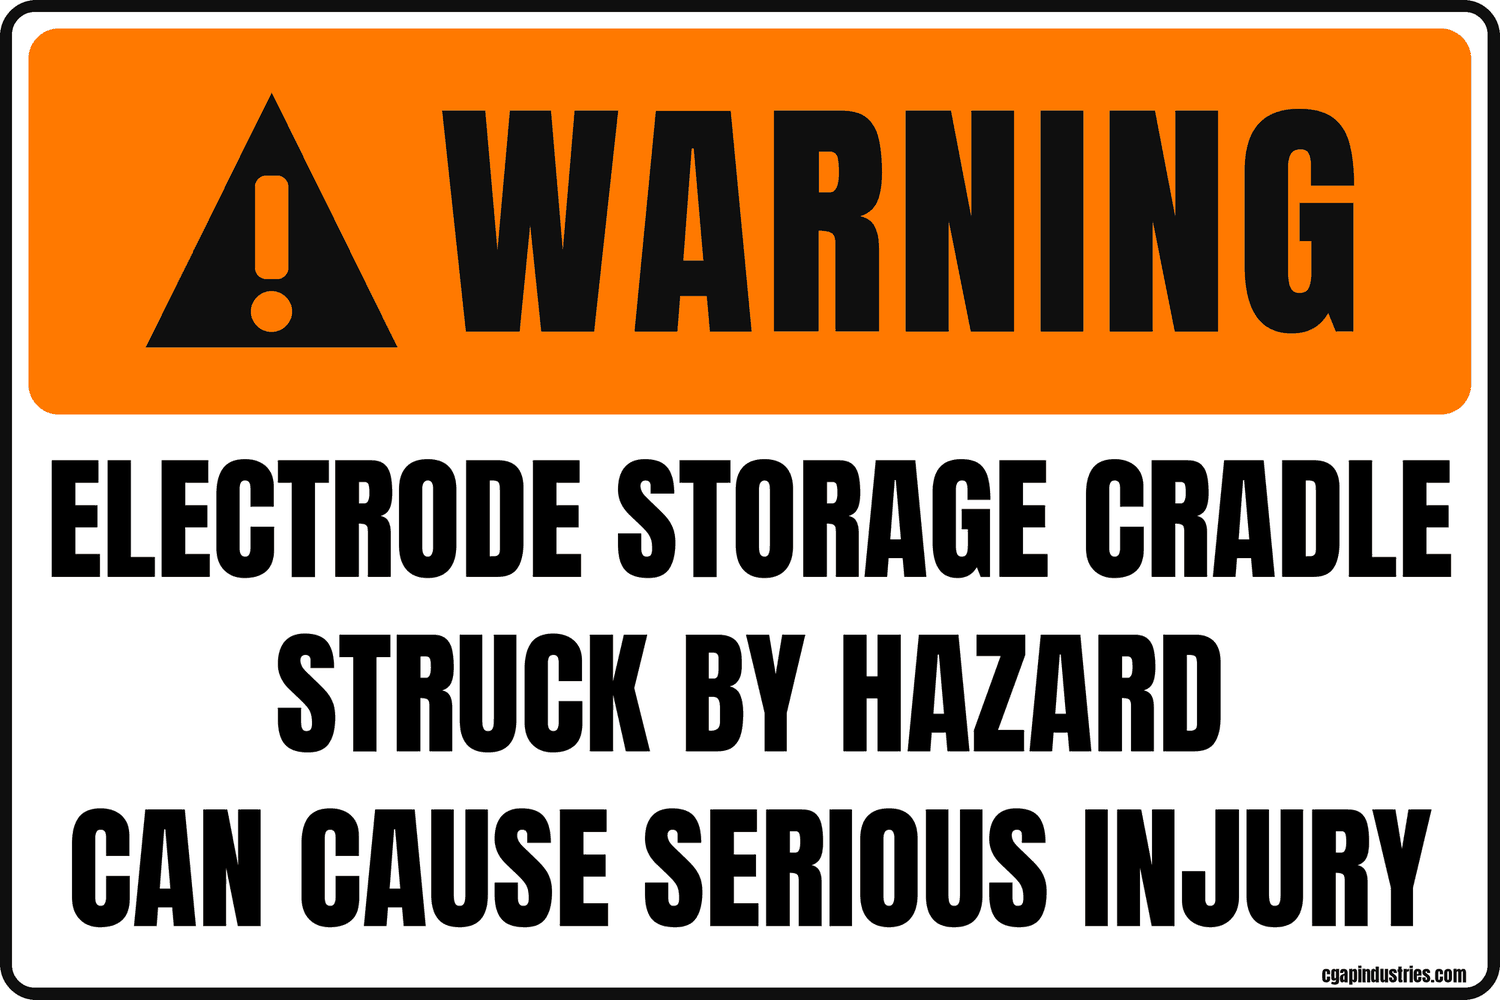 WARNING
ELECTRODE STORAGE CRADLE
STRUCK BY HAZARD
CAN CAUSE SERIOUS INJURY
cgapindustries.com